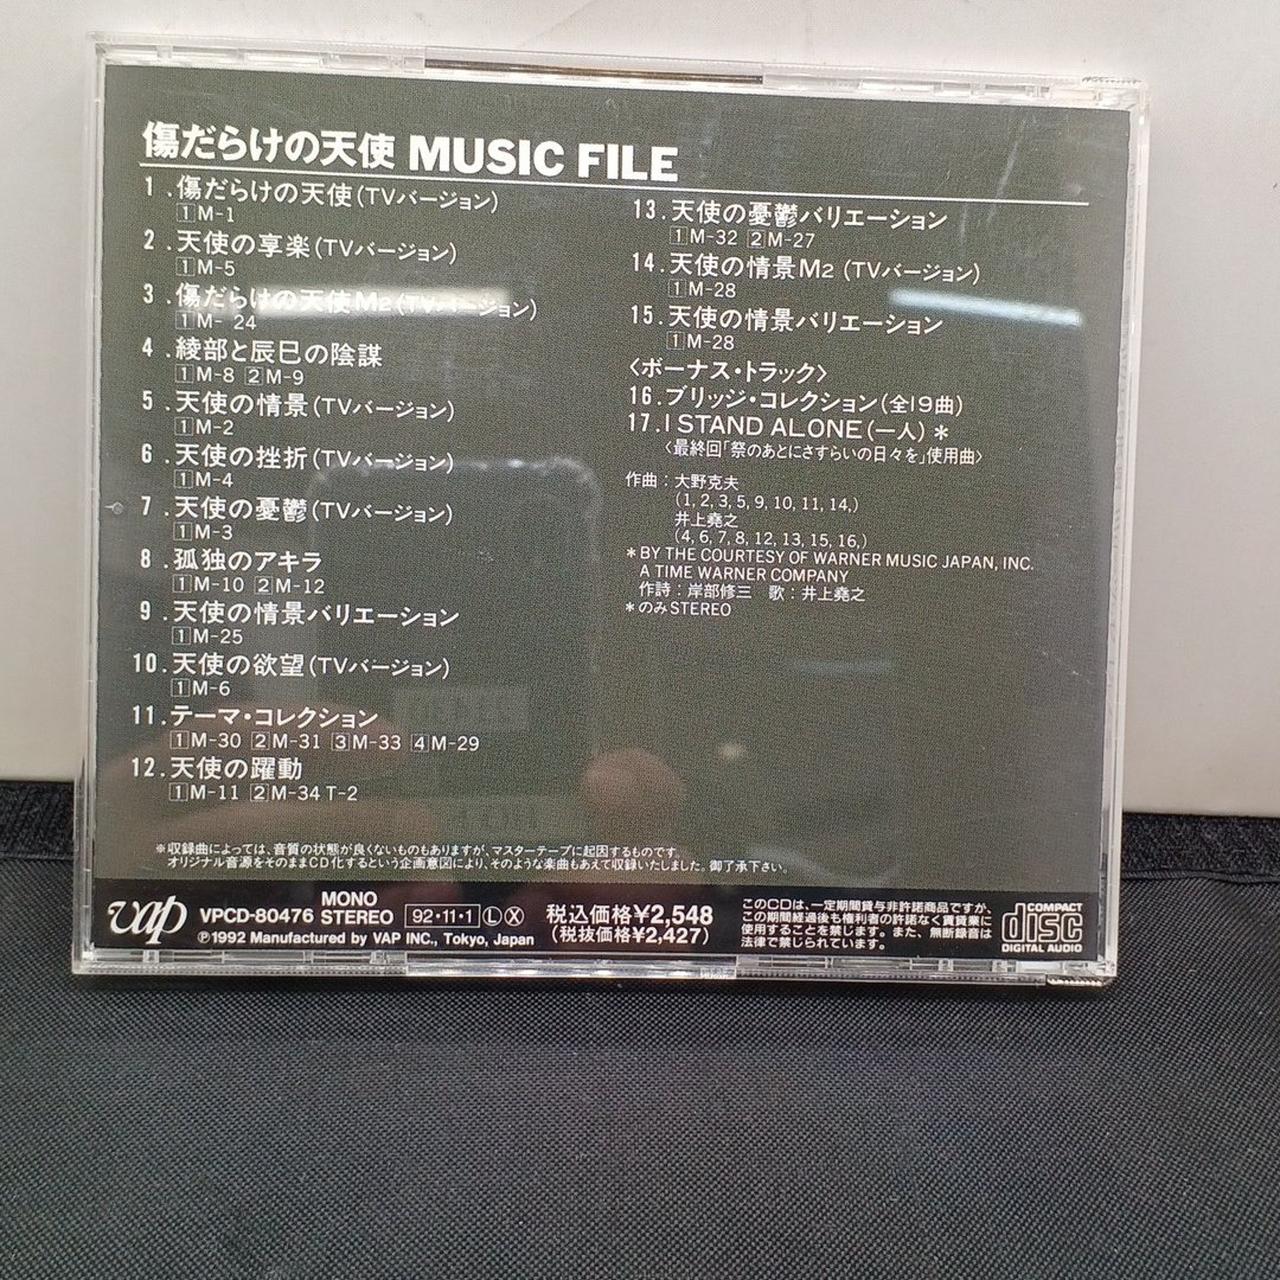 傷だらけの天使 MUSIC FILE
1.傷だらけの天使(TVバージョン)
1M-1
2.天使の享楽(TVバージョン)
1M-5
3.傷だらけの天使M2(TVバージョン)
1M- 24
4.綾部と辰巳の陰謀
1M-8 2M-9
5.天使の情景(TVバージョン)
1M-2
6.天使の挫折(TVバージョン)
1M-4
7.天使の憂鬱(TVバージョン)
1M-3
8.孤独のアキラ
1M-10 2M-12
9.天使の情景バリエーション
1M-25
10.天使の欲望(TVバージョン)
1M-6
11.テーマ・コレクション
1M-30 2M-31 3M-33 4M-29
12.天使の躍動
1M-11 2M-34 T-2
13.天使の憂鬱バリエーション
1M-32 2M-27
14.天使の情景M2 (TVバージョン)
1M-28
15.天使の情景バリエーション
1M-28
〈ボーナス・トラック〉
16.ブリッジ・コレクション(全19曲)
17.I STAND ALONE(一人)*
〈最終回「祭のあとにさすらいの日々を」使用曲〉
作曲:大野克夫
(1, 2, 3, 5, 9, 10, 11, 14,)
井上堯之
(4, 6, 7, 8, 12, 13, 15, 16,)
*BY THE COURTESY OF WARNER MUSIC JAPAN, INC.
A TIME WARNER COMPANY
作詩:岸部修三 歌:井上堯之
*のみSTEREO
※収録曲によっては、音質の状態が良くないものもありますが、マスターテープに起因するものです。
オリジナル音源をそのままCD化するという企画意図により、そのような楽曲もあえて収録いたしました。御了承下さい。
vap
VPCD-80476 MONO STEREO 92・11・1 L X
℗1992 Manufactured by VAP INC., Tokyo, Japan
税込価格¥2,548
(税抜価格¥2,427)
このCDは、一定期間貸与非許諾商品ですが、
この期間経過後も権利者の許諾なく賃貸業に
使用することを禁じます。また、無断録音は
法律で禁じられています。
COMPACT
disc
DIGITAL AUDIO